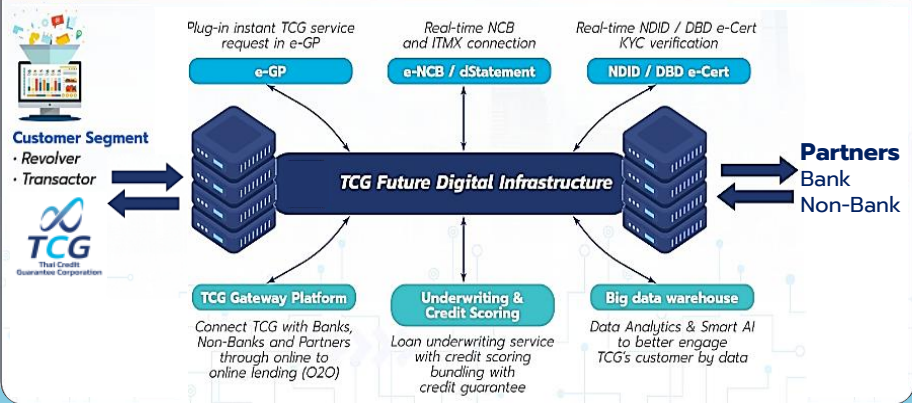 Plug-in instant TCG service
request in e-GP
e-GP
Real-time NCB
and ITMX connection
e-NCB / dStatement
Real-time NDID / DBD e-Cert
KYC verification
NDID / DBD e-Cert
Customer Segment
· Revolver
· Transactor
TCG
Thai Credit
Guarantee Corporation
TCG Future Digital Infrastructure
Partners
Bank
Non-Bank
TCG Gateway Platform
Connect TCG with Banks,
Non-Banks and Partners
through online to
online lending (O2O)
Underwriting &
Credit Scoring
Loan underwriting service
with credit scoring
bundling with
credit guarantee
Big data warehouse
Data Analytics & Smart AI
to better engage
TCG's customer by data